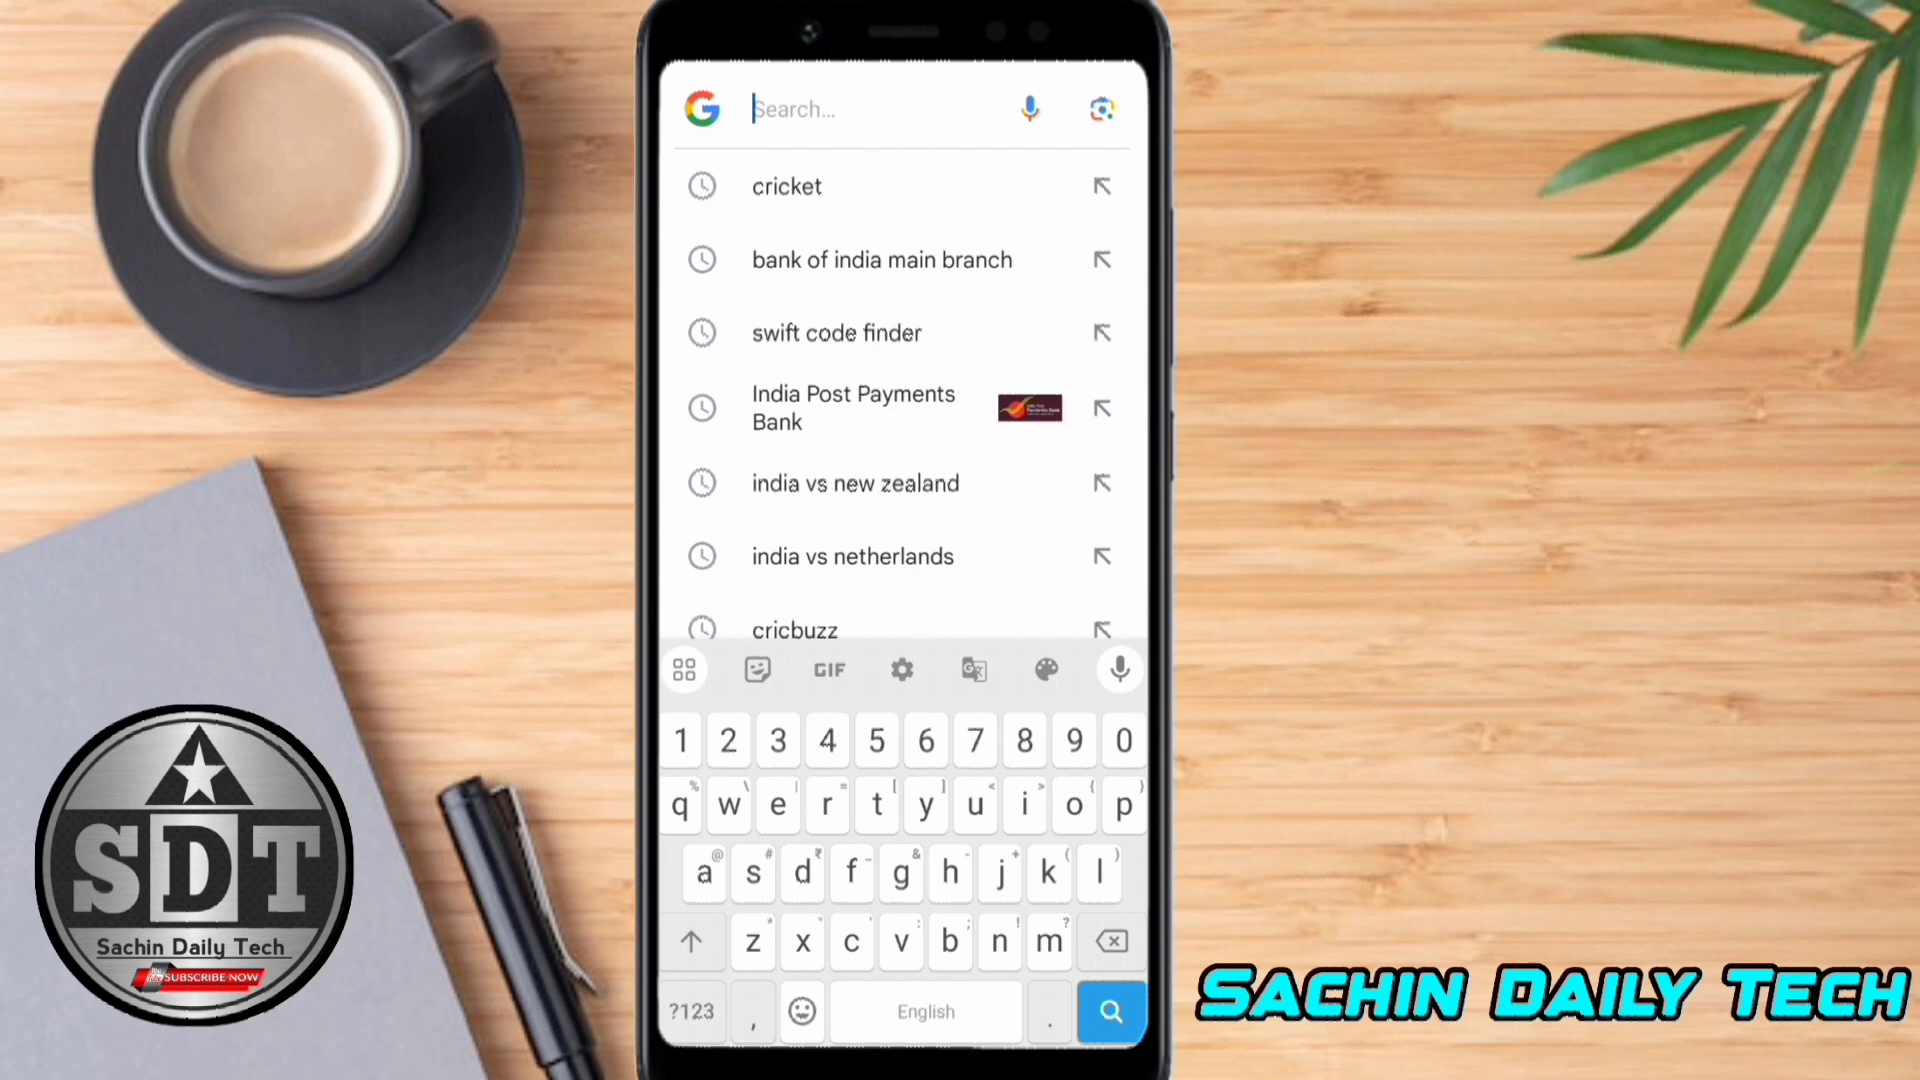 Search...
cricket
bank of india main branch
swift code finder
India Post Payments
Bank
india vs new zealand
india vs netherlands
cricbuzz
GIF
1 2 3 4 5 6 7 8 9 0
q w e r t y u i o p
a s d f g h j k l
z x c v b n m
?123 , English .
SDT
Sachin Daily Tech
SUBSCRIBE NOW
SACHIN DAILY TECH